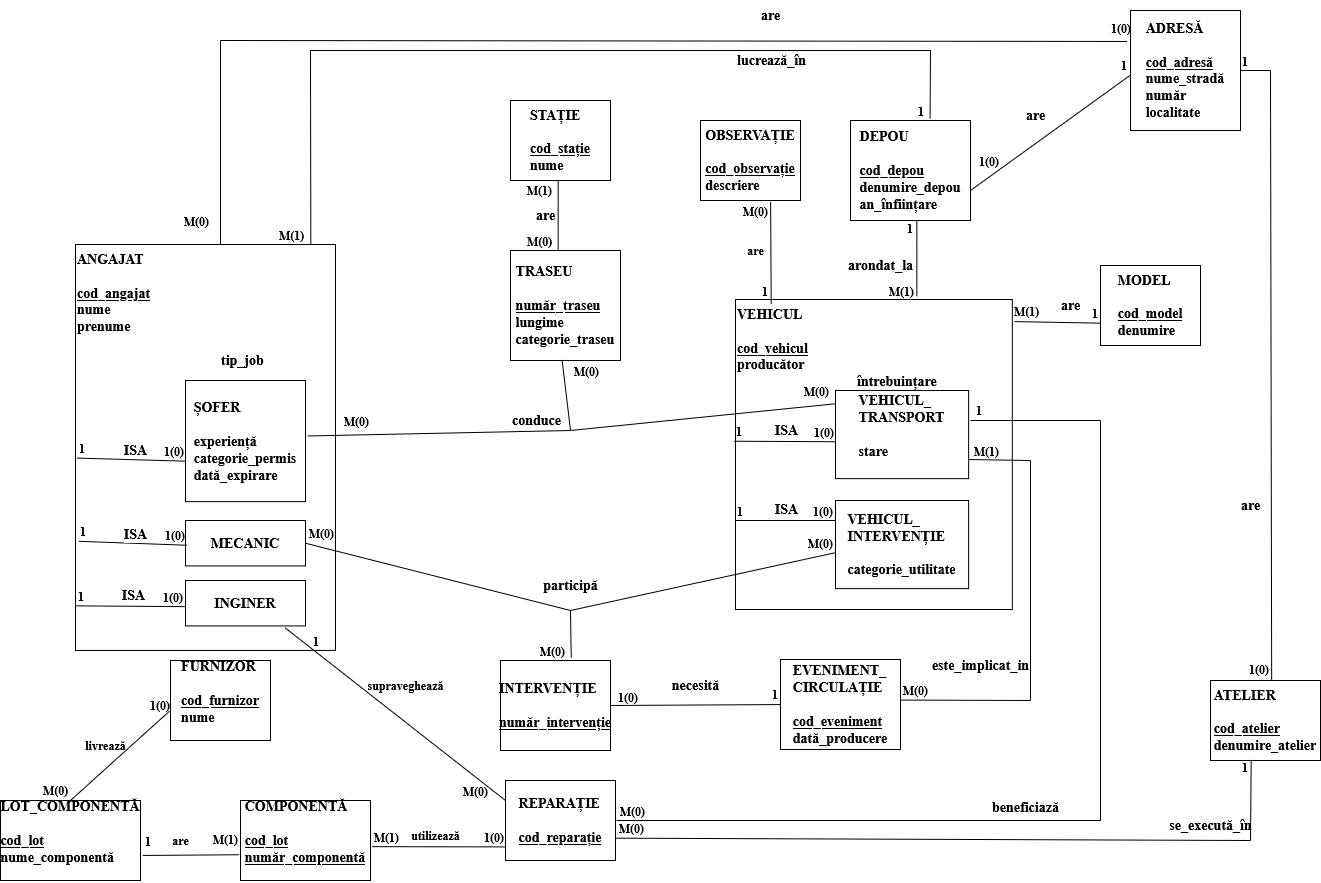 are
1(0)
ADRESĂ
cod_adresă
nume_stradă
număr
localitate
1
1
lucrează_în
1
are
1(0)
STAȚIE
cod_stație
nume
M(1)
are
M(0)
OBSERVAȚIE
cod_observație
descriere
M(0)
are
1
DEPOU
cod_depou
denumire_depou
an_înființare
1
arondat_la
M(1)
M(0)
M(1)
ANGAJAT
cod_angajat
nume
prenume
tip_job
TRASEU
număr_traseu
lungime
categorie_traseu
M(0)
MODEL
cod_model
denumire
M(1)
are
1
VEHICUL
cod_vehicul
producător
întrebuințare
VEHICUL_
TRANSPORT
stare
M(0)
1
M(1)
1
ISA
1(0)
ȘOFER
experiență
categorie_permis
dată_expirare
M(0)
conduce
1
ISA
1(0)
1
ISA
1(0)
MECANIC
M(0)
1
ISA
1(0)
VEHICUL_
INTERVENȚIE
categorie_utilitate
M(0)
are
participă
1
ISA
1(0)
INGINER
1
M(0)
FURNIZOR
cod_furnizor
nume
1(0)
livrează
M(0)
supraveghează
M(0)
INTERVENȚIE
număr_intervenție
1(0)
necesită
1
EVENIMENT_
CIRCULAȚIE
cod_eveniment
dată_producere
M(0)
este_implicat_in
1(0)
ATELIER
cod_atelier
denumire_atelier
1
LOT_COMPONENTĂ
cod_lot
nume_componentă
1
are
M(1)
COMPONENTĂ
cod_lot
număr_componentă
M(1)
utilizează
1(0)
REPARAȚIE
cod_reparație
M(0)
M(0)
beneficiază
se_execută_în